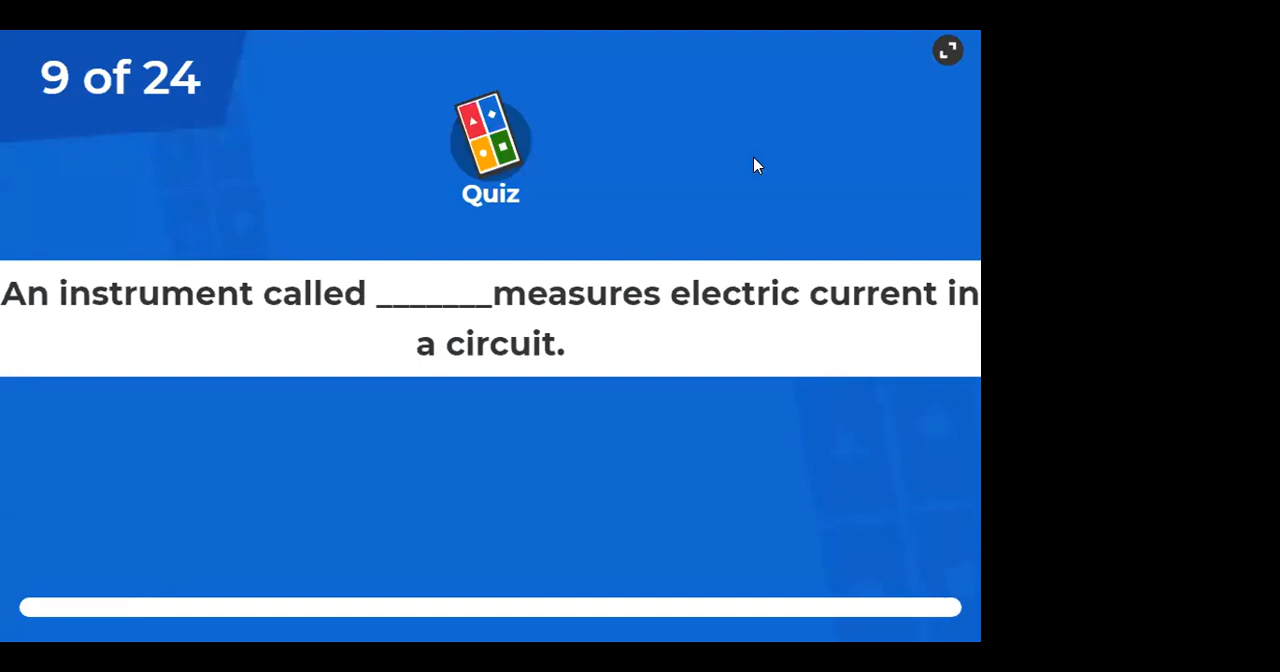 9 of 24
Quiz
An instrument called _______measures electric current in
a circuit.